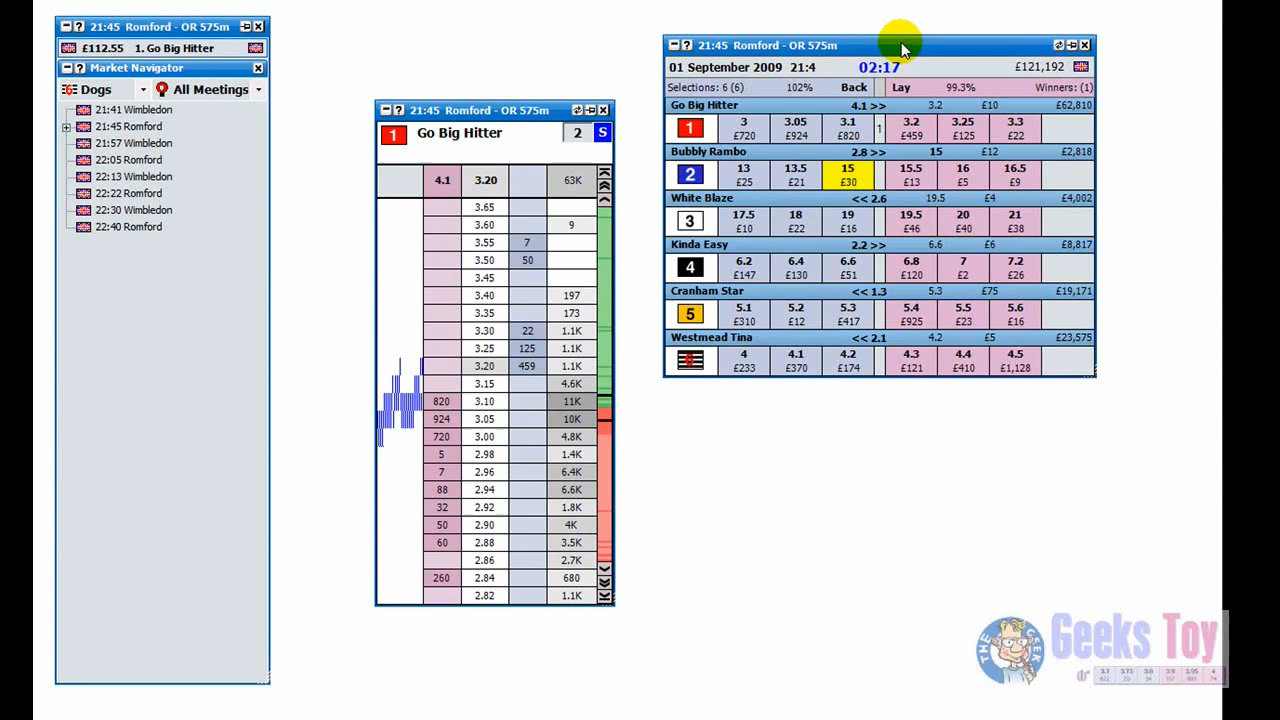 21:45 Romford - OR 575m
£112.55 1. Go Big Hitter
Market Navigator
Dogs All Meetings
21:41 Wimbledon
21:45 Romford
21:57 Wimbledon
22:05 Romford
22:13 Wimbledon
22:22 Romford
22:30 Wimbledon
22:40 Romford
21:45 Romford - OR 575m
1 Go Big Hitter 2 S
4.1 3.20 63K
3.65
3.60 9
3.55 7
3.50 50
3.45
3.40 197
3.35 173
3.30 22 1.1K
3.25 125 1.1K
3.20 459 1.1K
3.15 4.6K
820 3.10 11K
924 3.05 10K
720 3.00 4.8K
5 2.98 1.4K
7 2.96 6.4K
88 2.94 6.6K
32 2.92 1.8K
50 2.90 4K
60 2.88 3.5K
2.86 2.7K
260 2.84 680
2.82 1.1K
21:45 Romford - OR 575m
01 September 2009 21:4 02:17 £121,192
Selections: 6 (6) 102% Back Lay 99.3% Winners: (1)
Go Big Hitter 4.1 >> 3.2 £10 £62,810
1 3 3.05 3.1 1 3.2 3.25 3.3
£720 £924 £820 £459 £125 £22
Bubbly Rambo 2.8 >> 15 £12 £2,818
2 13 13.5 15 15.5 16 16.5
£25 £21 £30 £13 £5 £9
White Blaze << 2.6 19.5 £4 £4,002
3 17.5 18 19 19.5 20 21
£10 £22 £16 £46 £40 £38
Kinda Easy 2.2 >> 6.6 £6 £8,817
4 6.2 6.4 6.6 6.8 7 7.2
£147 £130 £51 £120 £2 £26
Cranham Star << 1.3 5.3 £75 £19,171
5 5.1 5.2 5.3 5.4 5.5 5.6
£310 £12 £417 £925 £23 £16
Westmead Tina << 2.1 4.2 £5 £23,575
6 4 4.1 4.2 4.3 4.4 4.5
£233 £370 £174 £121 £410 £1,128
THE GEEK
Geeks Toy